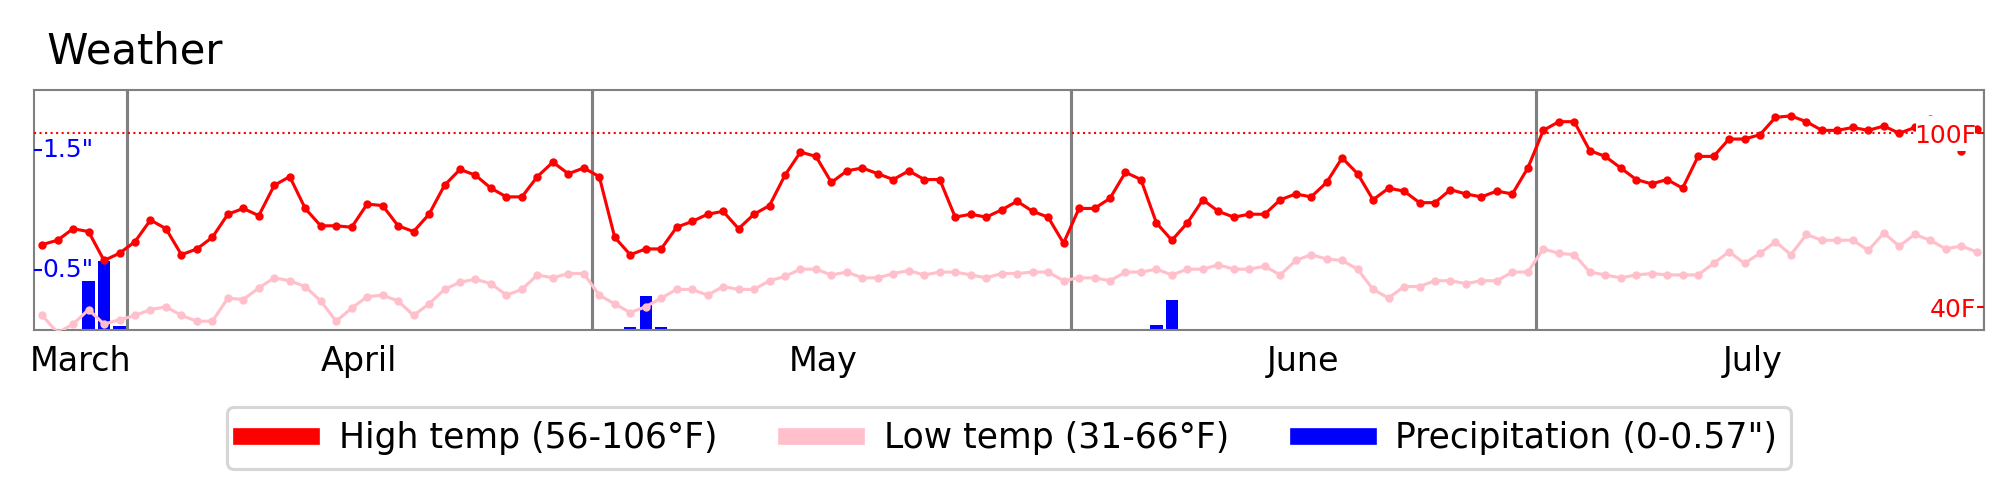 Weather
1.5"
100F
0.5"
40F
March April May June July
High temp (56-106°F) Low temp (31-66°F) Precipitation (0-0.57")